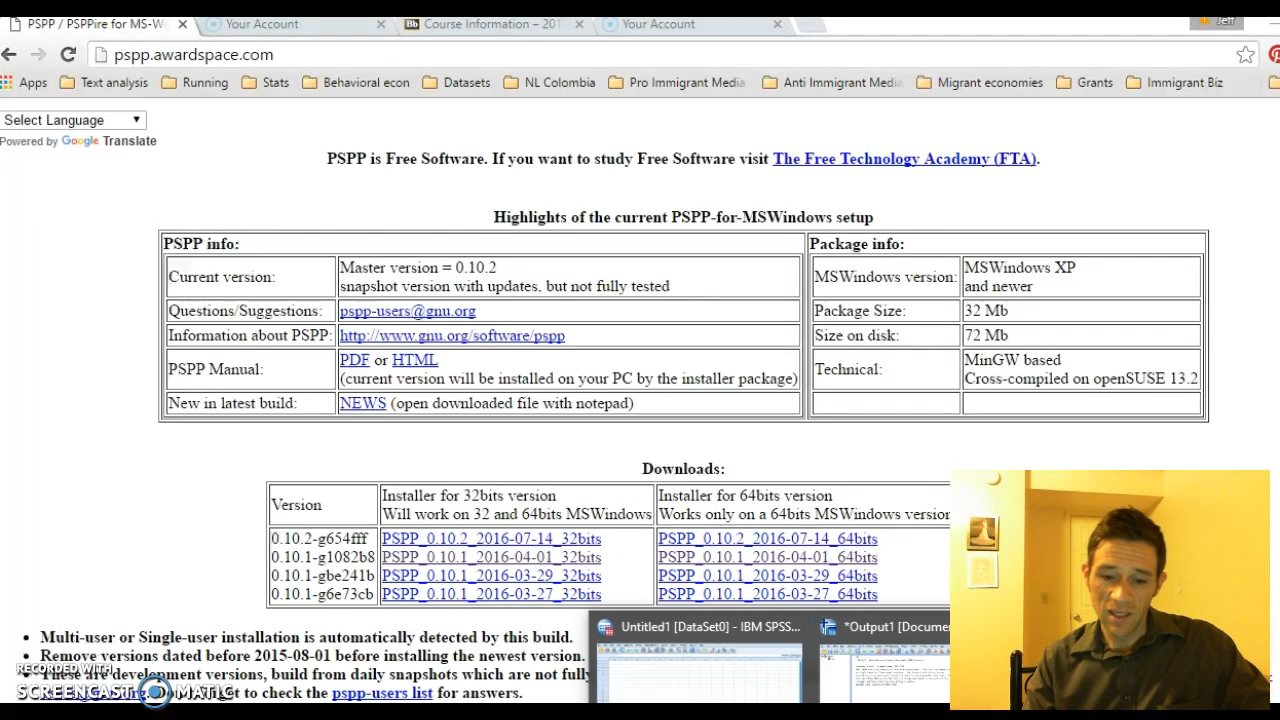 PSPP / PSPPire for MS-W
Your Account
Course Information – 201
Your Account
Jeff
pspp.awardspace.com
Apps Text analysis Running Stats Behavioral econ Datasets NL Colombia Pro Immigrant Media Anti Immigrant Media Migrant economies Grants Immigrant Biz
Select Language
Powered by Google Translate
PSPP is Free Software. If you want to study Free Software visit The Free Technology Academy (FTA).
Highlights of the current PSPP-for-MSWindows setup
PSPP info:
Current version:
Master version = 0.10.2
snapshot version with updates, but not fully tested
Questions/Suggestions: pspp-users@gnu.org
Information about PSPP: http://www.gnu.org/software/pspp
PSPP Manual:
PDF or HTML
(current version will be installed on your PC by the installer package)
New in latest build: NEWS (open downloaded file with notepad)
Package info:
MSWindows version:
MSWindows XP
and newer
Package Size: 32 Mb
Size on disk: 72 Mb
Technical:
MinGW based
Cross-compiled on openSUSE 13.2
Downloads:
Version
Installer for 32bits version
Will work on 32 and 64bits MSWindows
Installer for 64bits version
Works only on a 64bits MSWindows version
0.10.2-g654fff PSPP_0.10.2_2016-07-14_32bits PSPP_0.10.2_2016-07-14_64bits
0.10.1-g1082b8 PSPP_0.10.1_2016-04-01_32bits PSPP_0.10.1_2016-04-01_64bits
0.10.1-gbe241b PSPP_0.10.1_2016-03-29_32bits PSPP_0.10.1_2016-03-29_64bits
0.10.1-g6e73cb PSPP_0.10.1_2016-03-27_32bits PSPP_0.10.1_2016-03-27_64bits
Untitled1 [DataSet0] - IBM SPSS...
*Output1 [Docume
• Multi-user or Single-user installation is automatically detected by this build.
• Remove versions dated before 2015-08-01 before installing the newest version.
• These are development versions, build from daily snapshots which are not fully
to check the pspp-users list for answers.
RECORDED WITH
SCREENCAST MATIC